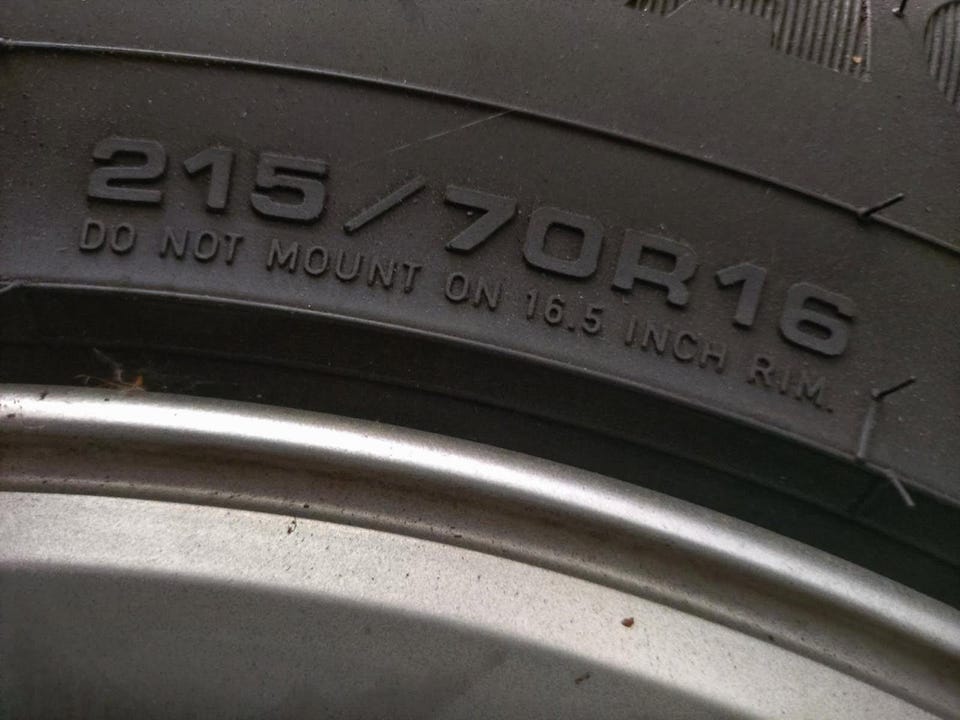 215/70R16
DO NOT MOUNT ON 16.5 INCH RIM.